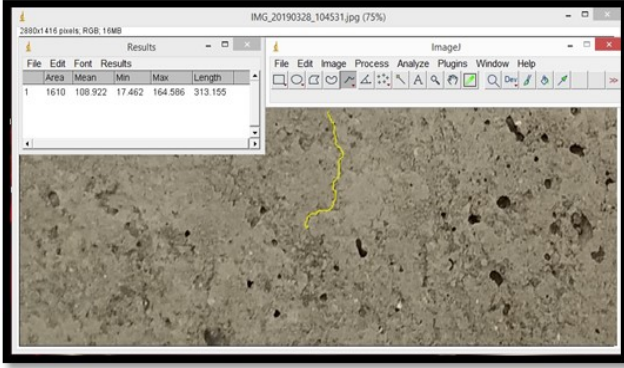 IMG_20190328_104531.jpg (75%)
2880x1416 pixels; RGB; 16MB
Results
File Edit Font Results
Area Mean Min Max Length
1 1610 108.922 17.462 164.586 313.155
ImageJ
File Edit Image Process Analyze Plugins Window Help
A Dev